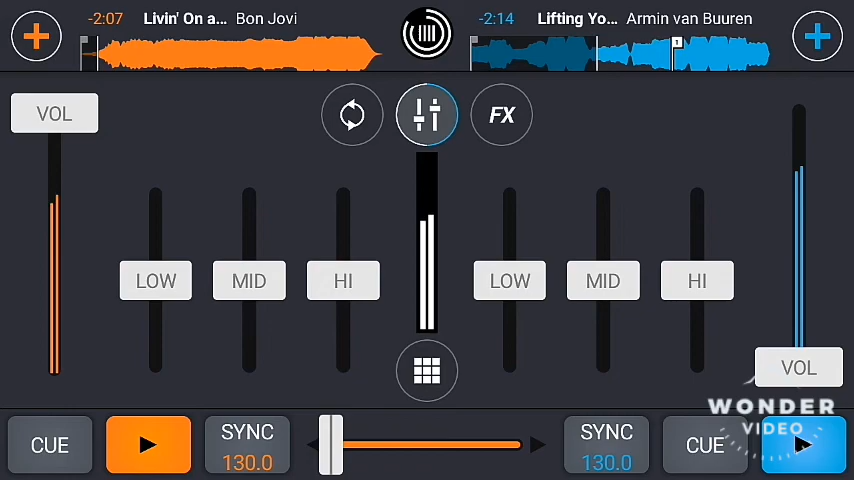 -2:07 Livin' On a... Bon Jovi
-2:14 Lifting Yo... Armin van Buuren
1
VOL
FX
LOW MID HI
LOW MID HI
VOL
WONDER
VIDEO
CUE
SYNC
130.0
SYNC
130.0
CUE